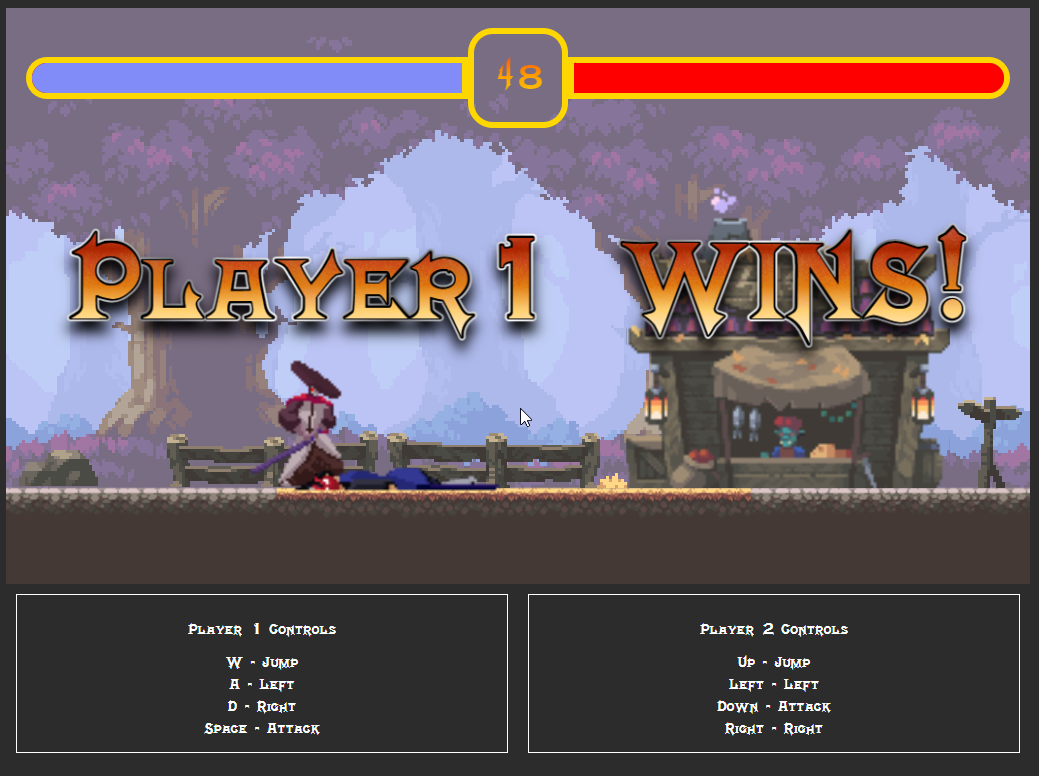 48
Player 1 Wins!
Player 1 Controls
W - Jump
A - Left
D - Right
Space - Attack
Player 2 Controls
Up - Jump
Left - Left
Down - Attack
Right - Right